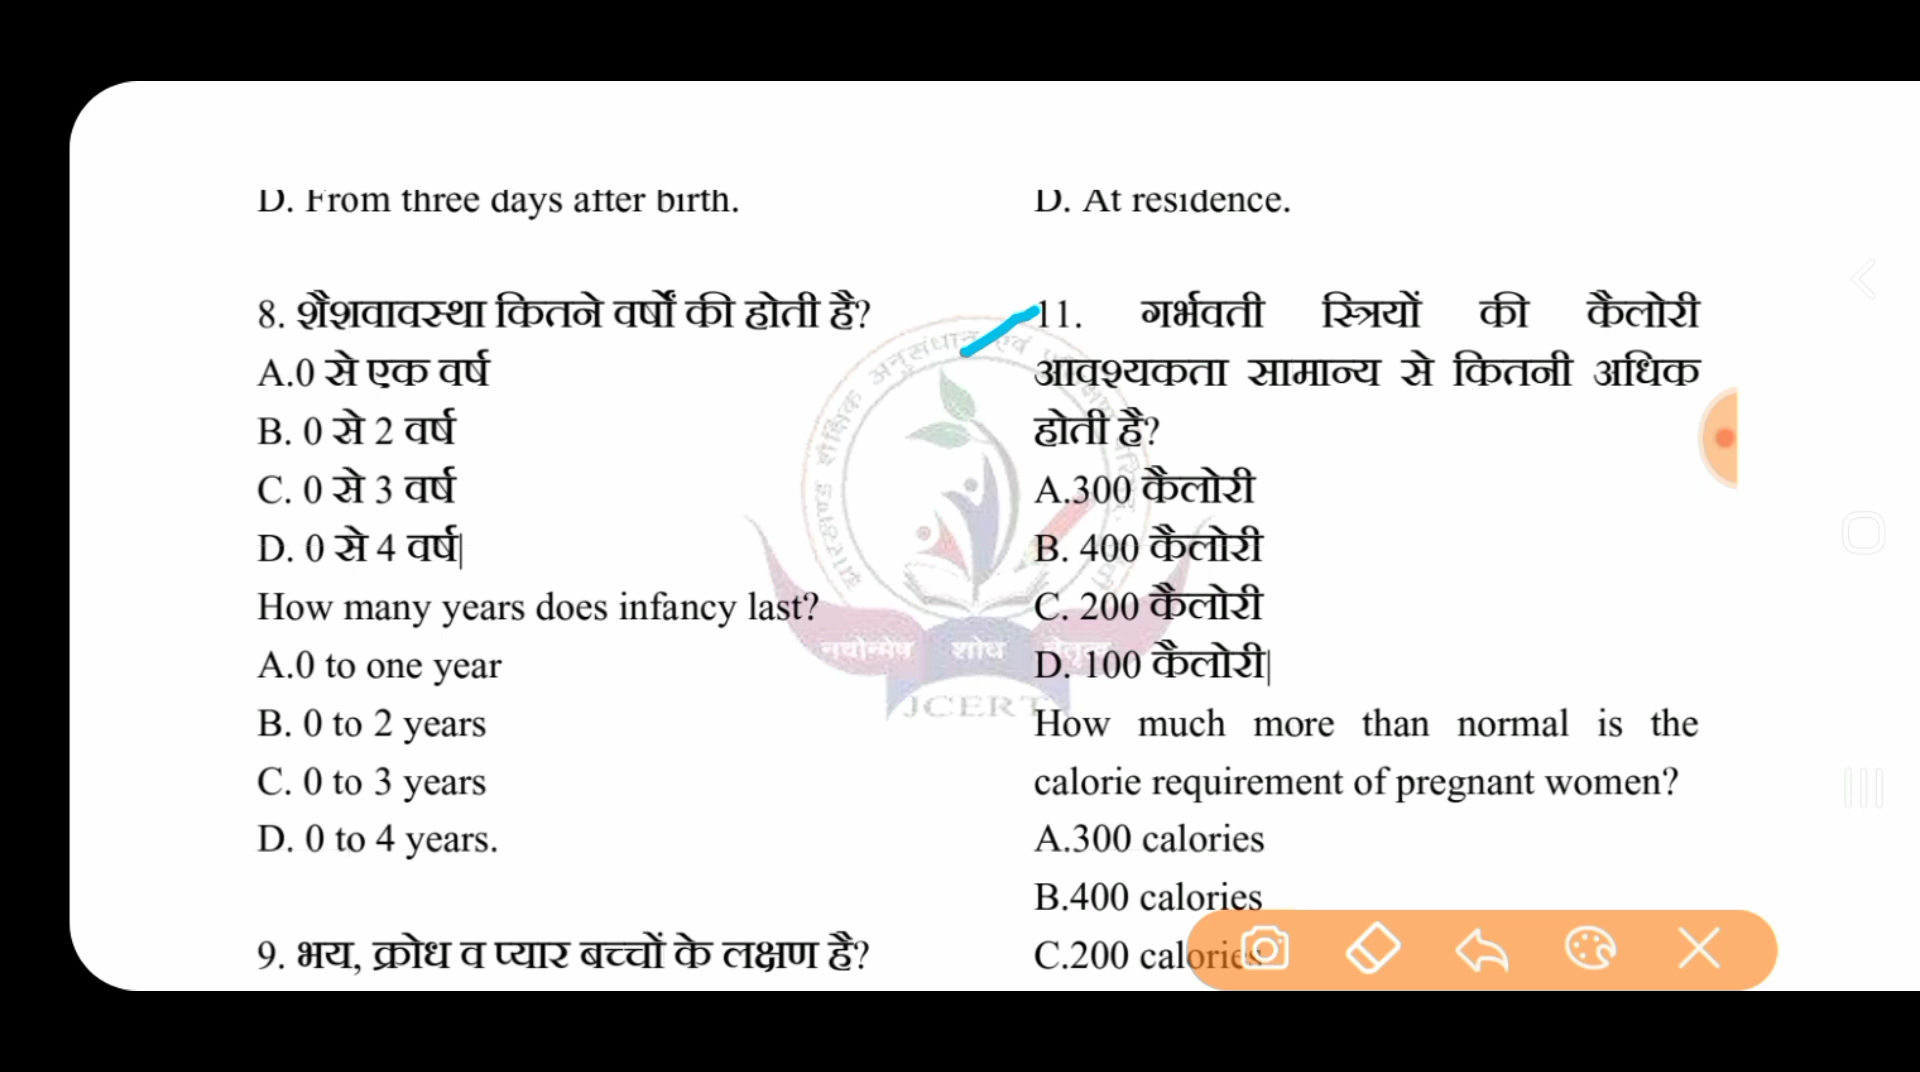 D. From three days after birth.
8. शैशवावस्था कितने वर्षों की होती है?
A.0 से एक वर्ष
B. 0 से 2 वर्ष
C. 0 से 3 वर्ष
D. 0 से 4 वर्ष|
How many years does infancy last?
A.0 to one year
B. 0 to 2 years
C. 0 to 3 years
D. 0 to 4 years.
9. भय, क्रोध व प्यार बच्चों के लक्षण है?
D. At residence.
11. गर्भवती स्त्रियों की कैलोरी
आवश्यकता सामान्य से कितनी अधिक
होती है?
A.300 कैलोरी
B. 400 कैलोरी
C. 200 कैलोरी
D. 100 कैलोरी|
How much more than normal is the
calorie requirement of pregnant women?
A.300 calories
B.400 calories
C.200 calories
नवोन्मेष शोध नेतृत्व
JCERT